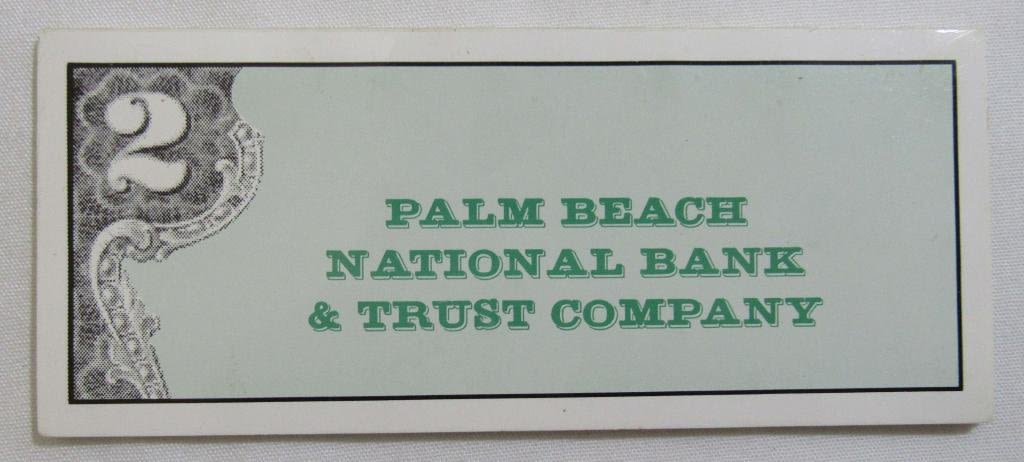 2
PALM BEACH
NATIONAL BANK
& TRUST COMPANY